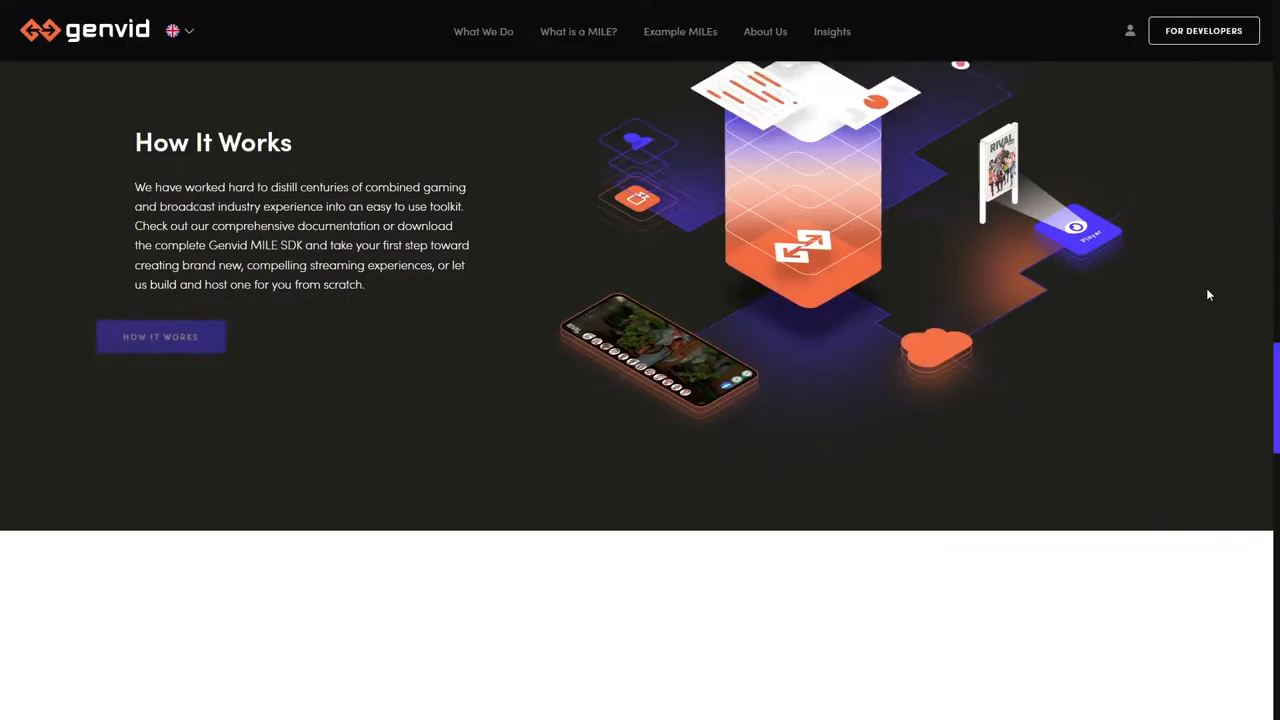 genvid
What We Do
What is a MILE?
Example MILEs
About Us
Insights
FOR DEVELOPERS
How It Works
We have worked hard to distill centuries of combined gaming
and broadcast industry experience into an easy to use toolkit.
Check out our comprehensive documentation or download
the complete Genvid MILE SDK and take your first step toward
creating brand new, compelling streaming experiences, or let
us build and host one for you from scratch.
HOW IT WORKS
RIVAL
Player